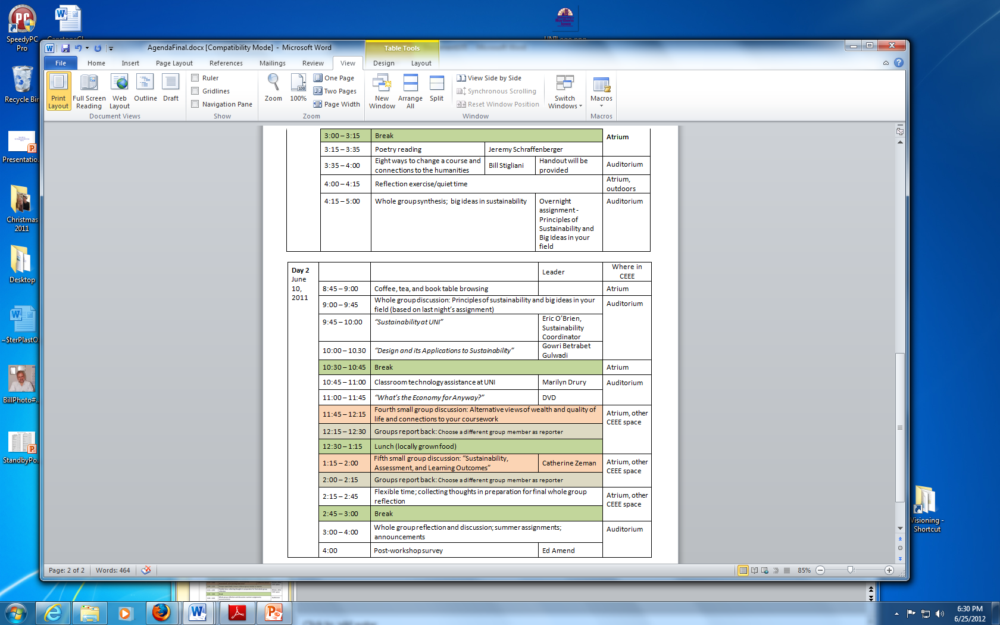 SpeedyPC
Pro
Recycle Bin
Presentatio...
Christmas
2011
Desktop
~$terPlastO...
BillPhoto#...
StandbyPo...
Visioning -
Shortcut
AgendaFinal.docx [Compatibility Mode] - Microsoft Word
Table Tools
File Home Insert Page Layout References Mailings Review View Design Layout
Print
Layout
Full Screen
Reading
Web
Layout
Outline
Draft
Document Views
Ruler
Gridlines
Navigation Pane
Show
Zoom
100%
One Page
Two Pages
Page Width
Zoom
New
Window
Arrange
All
Split
View Side by Side
Synchronous Scrolling
Reset Window Position
Window
Switch
Windows
Macros
Macros
3:00 – 3:15 Break Atrium
3:15 – 3:35 Poetry reading Jeremy Schraffenberger
3:35 – 4:00 Eight ways to change a course and
connections to the humanities
Bill Stigliani
Handout will be
provided
Auditorium
4:00 – 4:15 Reflection exercise/quiet time
Atrium,
outdoors
4:15 – 5:00 Whole group synthesis; big ideas in sustainability
Overnight
assignment -
Principles of
Sustainability and
Big Ideas in your
field
Auditorium
Day 2
June
10,
2011
Leader
Where in
CEEE
8:45 – 9:00 Coffee, tea, and book table browsing Atrium
9:00 – 9:45 Whole group discussion: Principles of sustainability and big ideas in your
field (based on last night's assignment)
Auditorium
9:45 – 10:00 “Sustainability at UNI”
Eric O’Brien,
Sustainability
Coordinator
10:00 – 10.30 “Design and its Applications to Sustainability”
Gowri Betrabet
Gulwadi
10:30 – 10:45 Break Atrium
10:45 – 11:00 Classroom technology assistance at UNI Marilyn Drury Auditorium
11:00 – 11:45 “What’s the Economy for Anyway?” DVD
11:45 – 12:15 Fourth small group discussion: Alternative views of wealth and quality of
life and connections to your coursework
Atrium, other
CEEE space
12:15 – 12:30 Groups report back: Choose a different group member as reporter
12:30 – 1:15 Lunch (locally grown food)
1:15 – 2:00 Fifth small group discussion: “Sustainability,
Assessment, and Learning Outcomes”
Catherine Zeman
Atrium, other
CEEE space
2:00 – 2:15 Groups report back: Choose a different group member as reporter
2:15 – 2:45 Flexible time; collecting thoughts in preparation for final whole group
reflection
Atrium, other
CEEE space
2:45 – 3:00 Break
3:00 – 4:00 Whole group reflection and discussion; summer assignments;
announcements
Auditorium
4:00 Post-workshop survey Ed Amend
Page: 2 of 2 Words: 464
85%
6:30 PM
6/25/2012